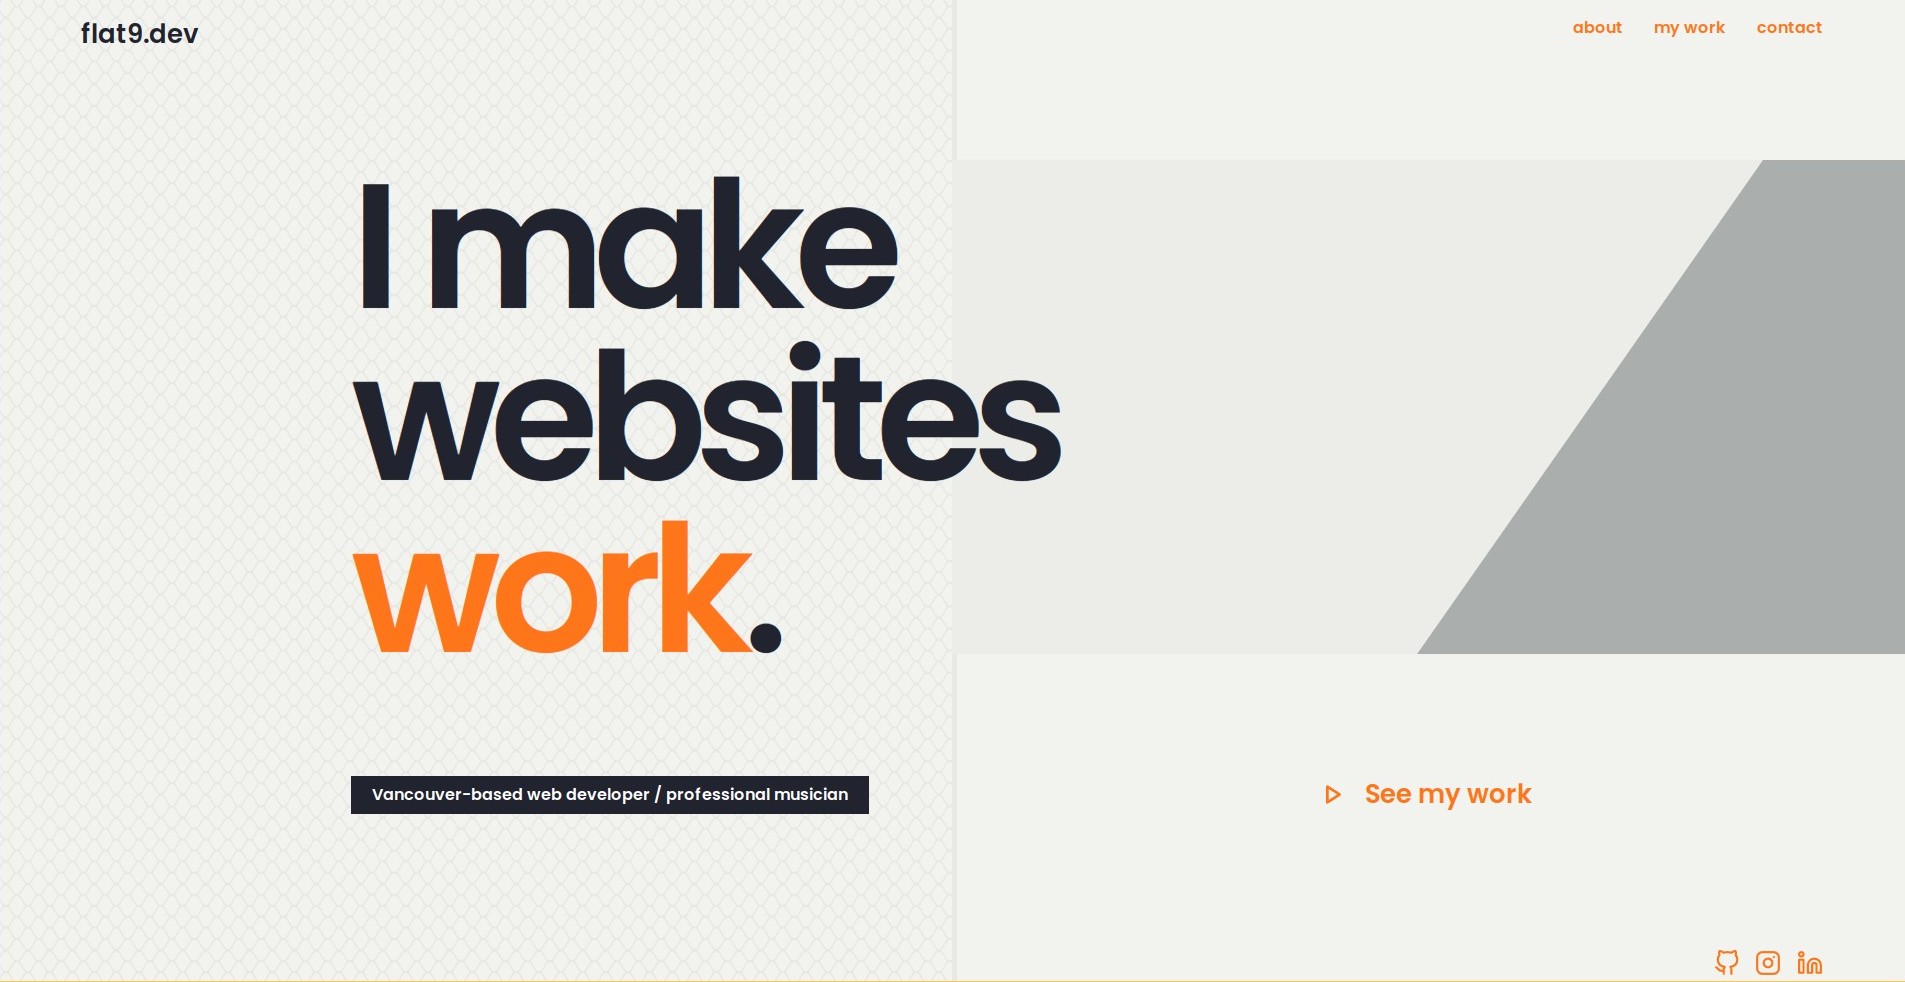 flat9.dev
about my work contact
I make
websites
work.
Vancouver-based web developer / professional musician
See my work